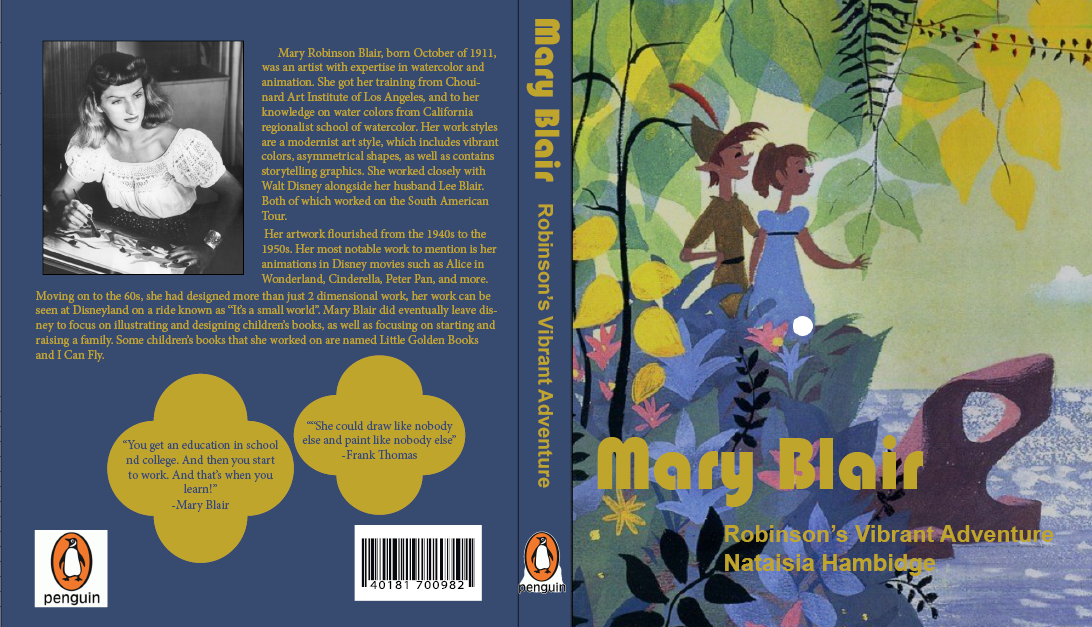 Mary Robinson Blair, born October of 1911,
was an artist with expertise in watercolor and
animation. She got her training from Choui-
nard Art Institute of Los Angeles, and to her
knowledge on water colors from California
regionalist school of watercolor. Her work styles
are a modernist art style, which includes vibrant
colors, asymmetrical shapes, as well as contains
storytelling graphics. She worked closely with
Walt Disney alongside her husband Lee Blair.
Both of which worked on the South American
Tour.
Her artwork flourished from the 1940s to the
1950s. Her most notable work to mention is her
animations in Disney movies such as Alice in
Wonderland, Cinderella, Peter Pan, and more.
Moving on to the 60s, she had designed more than just 2 dimensional work, her work can be
seen at Disneyland on a ride known as “It’s a small world”. Mary Blair did eventually leave dis-
ney to focus on illustrating and designing children’s books, as well as focusing on starting and
raising a family. Some children’s books that she worked on are named Little Golden Books
and I Can Fly.
“You get an education in school
nd college. And then you start
to work. And that’s when you
learn!”
-Mary Blair
““She could draw like nobody
else and paint like nobody else”
-Frank Thomas
penguin
40181 700982
Mary Blair Robinson’s Vibrant Adventure
penguin
Mary Blair
Robinson’s Vibrant Adventure
Nataisia Hambidge